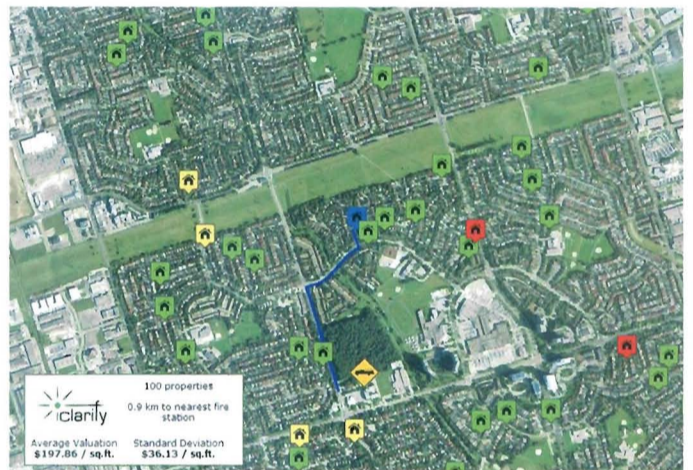 100 properties
iclarify
0.9 km to nearest fire
station
Average Valuation
$197.86 / sq.ft.
Standard Deviation
$36.13 / sq.ft.